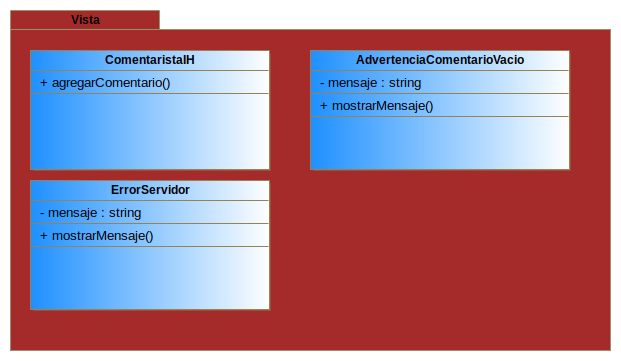 Vista
ComentaristaIH
+ agregarComentario()
AdvertenciaComentarioVacio
- mensaje : string
+ mostrarMensaje()
ErrorServidor
- mensaje : string
+ mostrarMensaje()